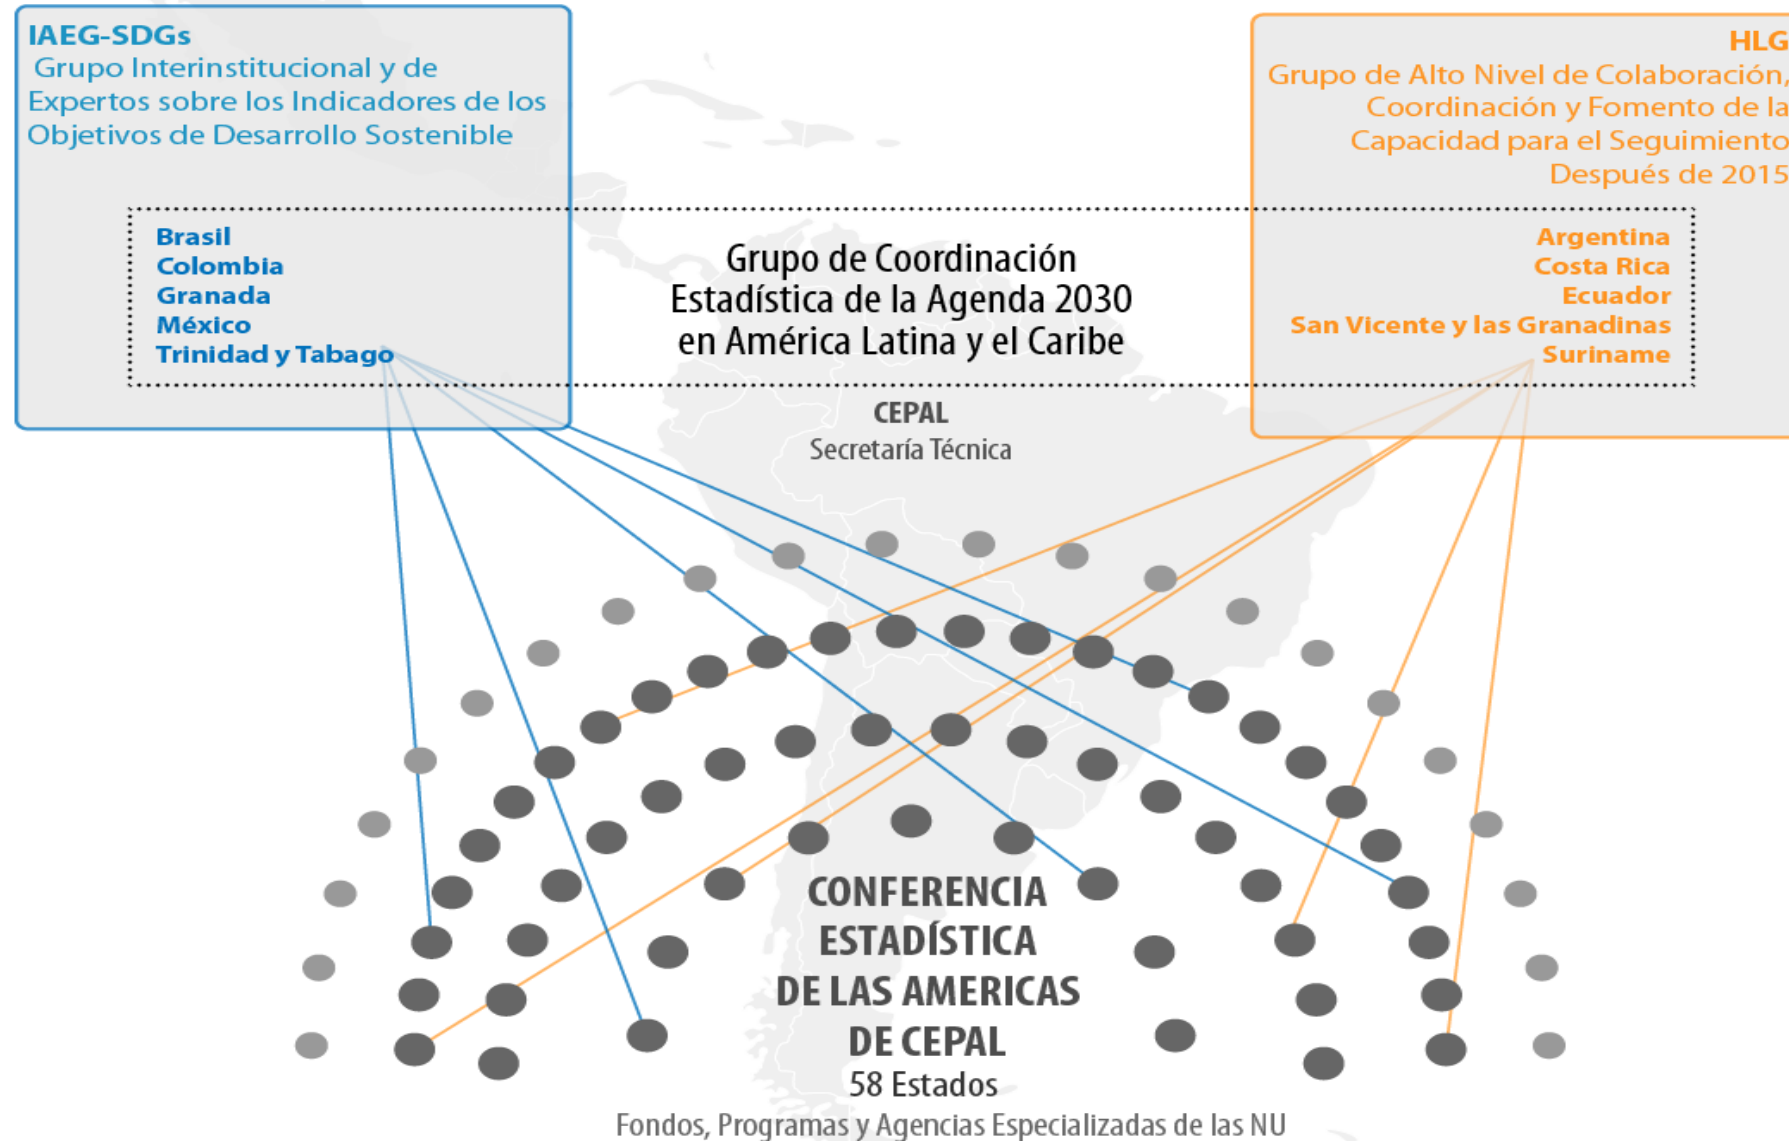 IAEG-SDGs
Grupo Interinstitucional y de
Expertos sobre los Indicadores de los
Objetivos de Desarrollo Sostenible
HLG
Grupo de Alto Nivel de Colaboración,
Coordinación y Fomento de la
Capacidad para el Seguimiento
Después de 2015
Brasil
Colombia
Granada
México
Trinidad y Tabago
Grupo de Coordinación
Estadística de la Agenda 2030
en América Latina y el Caribe
Argentina
Costa Rica
Ecuador
San Vicente y las Granadinas
Suriname
CEPAL
Secretaría Técnica
CONFERENCIA
ESTADÍSTICA
DE LAS AMERICAS
DE CEPAL
58 Estados
Fondos, Programas y Agencias Especializadas de las NU